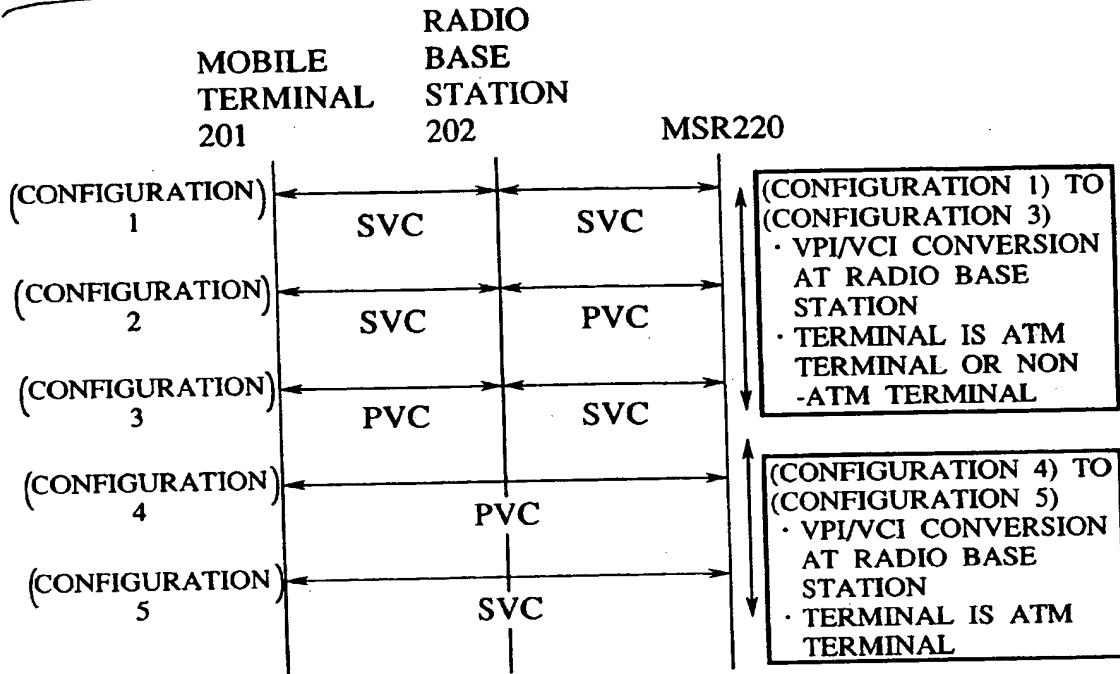 MOBILE
TERMINAL
201
RADIO
BASE
STATION
202
MSR220
(CONFIGURATION)
1
SVC
SVC
(CONFIGURATION)
2
SVC
PVC
(CONFIGURATION)
3
PVC
SVC
(CONFIGURATION)
4
PVC
(CONFIGURATION)
5
SVC
(CONFIGURATION 1) TO
(CONFIGURATION 3)
· VPI/VCI CONVERSION
AT RADIO BASE
STATION
· TERMINAL IS ATM
TERMINAL OR NON
-ATM TERMINAL
(CONFIGURATION 4) TO
(CONFIGURATION 5)
· VPI/VCI CONVERSION
AT RADIO BASE
STATION
· TERMINAL IS ATM
TERMINAL